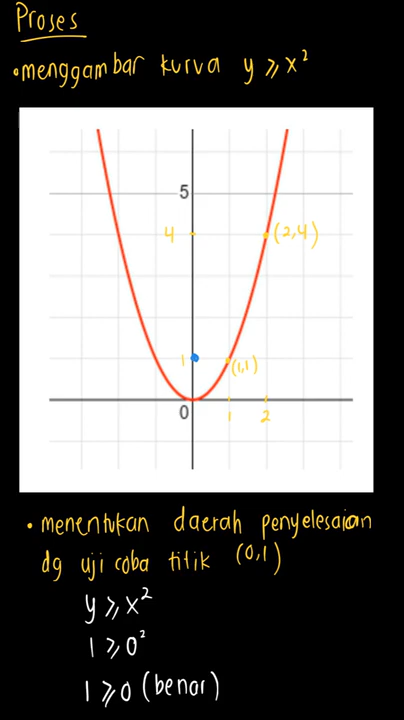 Proses
• menggambar kurva y ⩾ x²
5
4
(2,4)
1
(1,1)
0
1
2
• menentukan daerah penyelesaian
dg uji coba titik (0,1)
y ⩾ x²
1 ⩾ 0²
1 ⩾ 0 (benar)